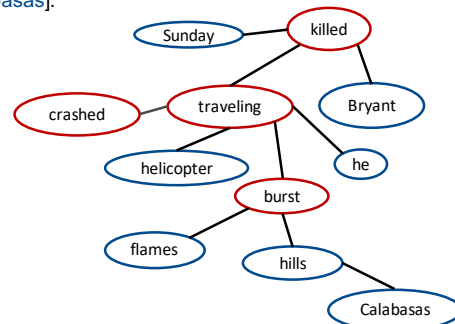 asas].
Sunday
killed
crashed
traveling
Bryant
helicopter
he
burst
flames
hills
Calabasas